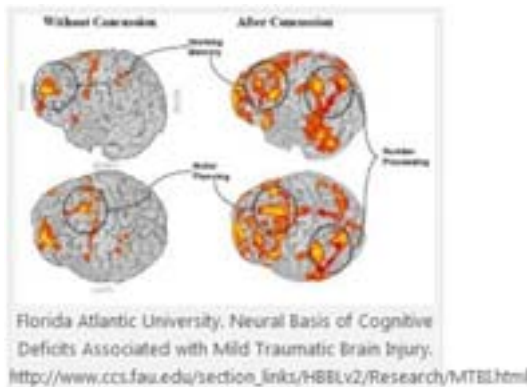 Without Concussion
After Concussion
Working
Memory
Motor
Planning
Number
Processing
Florida Atlantic University. Neural Basis of Cognitive
Deficits Associated with Mild Traumatic Brain Injury.
http://www.ccs.fau.edu/section_links/HBBLv2/Research/MTBI.html